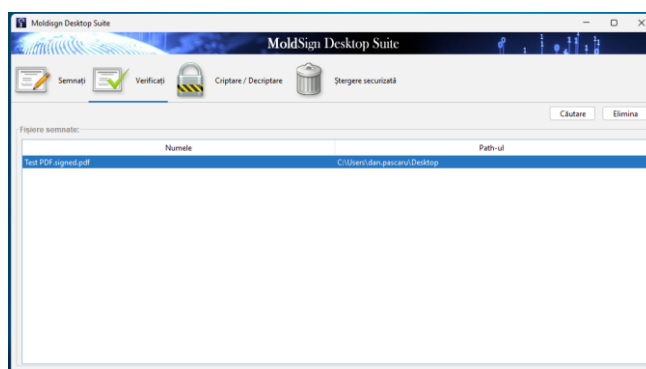 Moldisgn Desktop Suite
MoldSign Desktop Suite
Semnați Verificați Criptare / Decriptare Ștergere securizată
Căutare Elimina
Fișiere semnate:
Numele Path-ul
Test PDF.signed.pdf C:\Users\dan.pascaru\Desktop